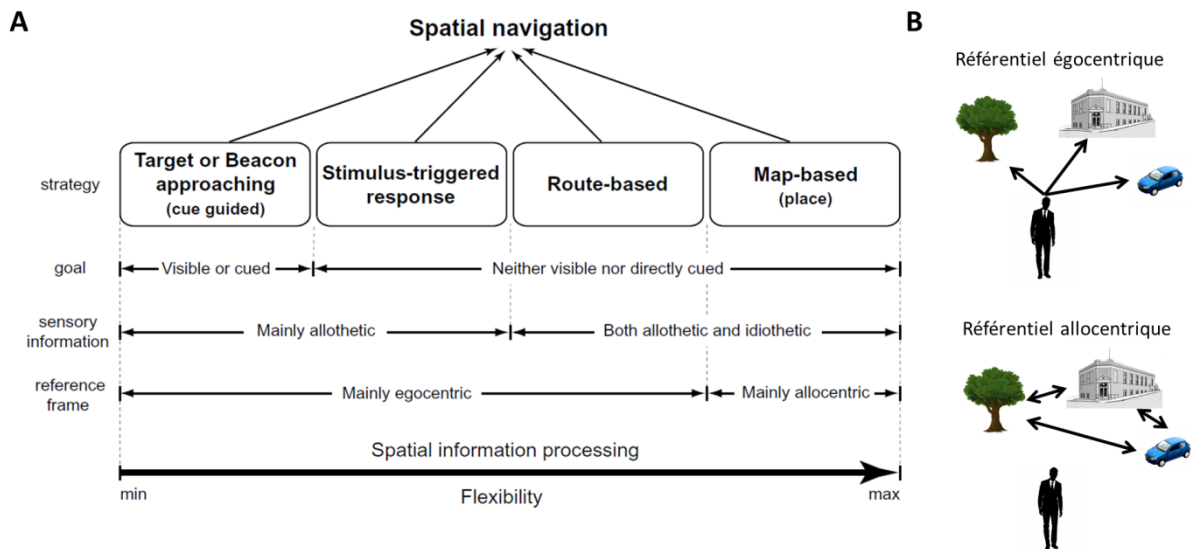 A
Spatial navigation
strategy
Target or Beacon
approaching
(cue guided)
Stimulus-triggered
response
Route-based
Map-based
(place)
goal
Visible or cued
Neither visible nor directly cued
sensory
information
Mainly allothetic
Both allothetic and idiothetic
reference
frame
Mainly egocentric
Mainly allocentric
Spatial information processing
min
Flexibility
max
B
Référentiel égocentrique
Référentiel allocentrique